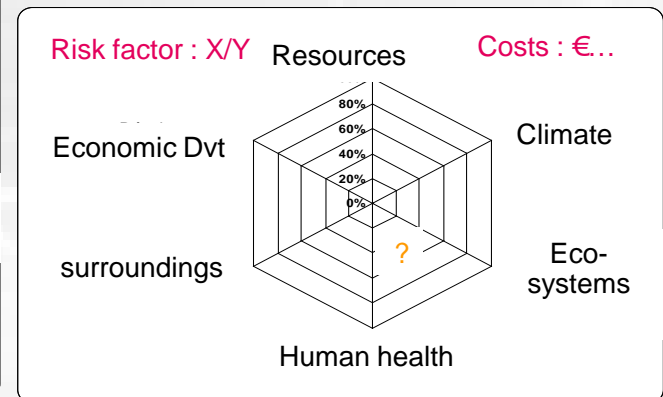 Risk factor : X/Y
Resources
Costs : €...
80%
60%
40%
20%
0%
Economic Dvt
Climate
?
surroundings
Eco-
systems
Human health